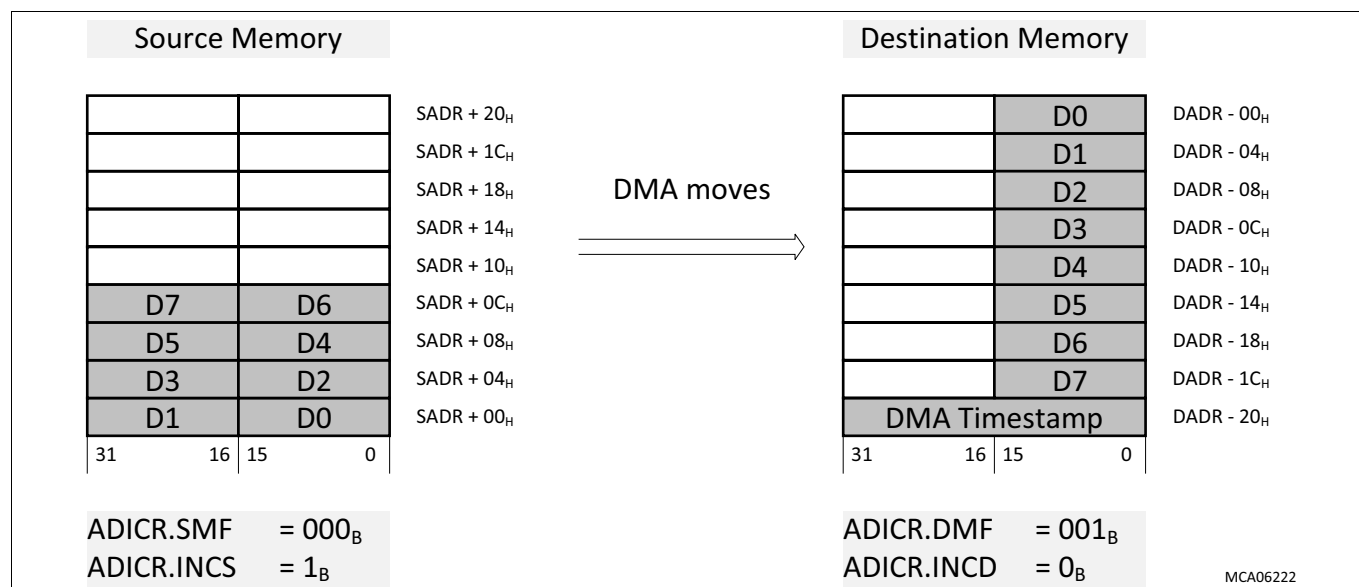 Source Memory Destination Memory
SADR + 20H D0 DADR - 00H
SADR + 1CH D1 DADR - 04H
SADR + 18H DMA moves D2 DADR - 08H
SADR + 14H D3 DADR - 0CH
SADR + 10H D4 DADR - 10H
D7 D6 SADR + 0CH D5 DADR - 14H
D5 D4 SADR + 08H D6 DADR - 18H
D3 D2 SADR + 04H D7 DADR - 1CH
D1 D0 SADR + 00H DMA Timestamp DADR - 20H
31 16 15 0 31 16 15 0
ADICR.SMF = 000B ADICR.DMF = 001B
ADICR.INCS = 1B ADICR.INCD = 0B
MCA06222